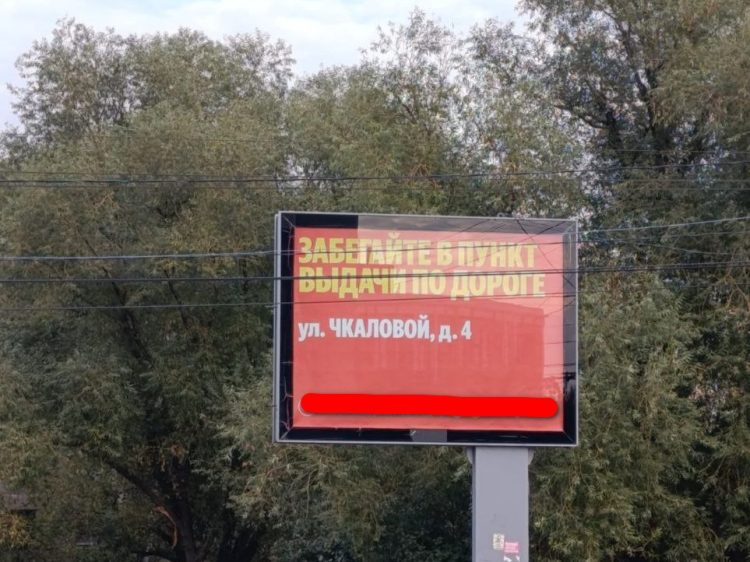 ЗАБЕГАЙТЕ В ПУНКТ
ВЫДАЧИ ПО ДОРОГЕ
ул. ЧКАЛОВОЙ, д. 4